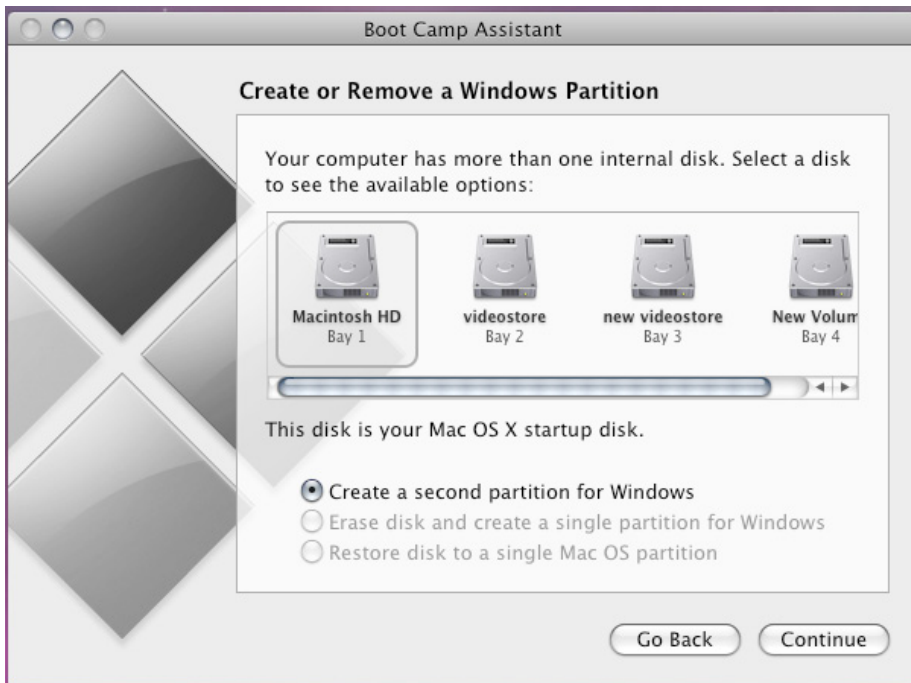 Boot Camp Assistant
Create or Remove a Windows Partition
Your computer has more than one internal disk. Select a disk
to see the available options:
Macintosh HD
Bay 1
videostore
Bay 2
new videostore
Bay 3
New Volum
Bay 4
This disk is your Mac OS X startup disk.
Create a second partition for Windows
Erase disk and create a single partition for Windows
Restore disk to a single Mac OS partition
Go Back
Continue